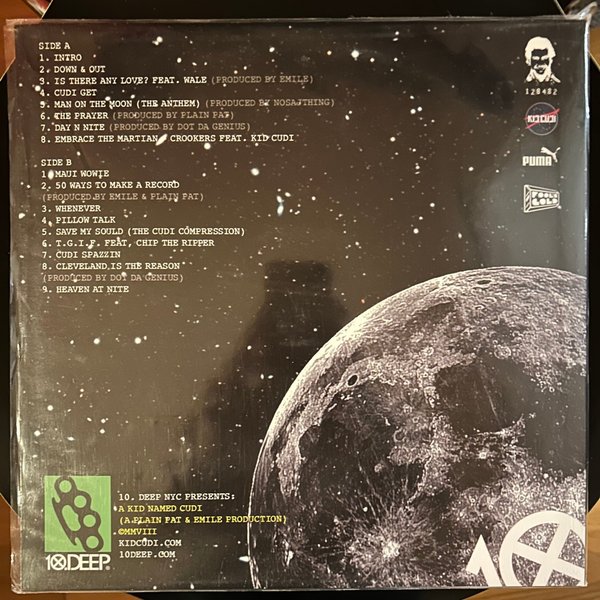 SIDE A
1. INTRO
2. DOWN & OUT
3. IS THERE ANY LOVE? FEAT. WALE (PRODUCED BY EMILE)
4. CUDI GET
5. MAN ON THE MOON (THE ANTHEM) (PRODUCED BY NOSAJTHING)
6. THE PRAYER (PRODUCED BY PLAIN PAT)
7. DAY N NITE (PRODUCED BY DOT DA GENIUS)
8. EMBRACE THE MARTIAN / CROOKERS FEAT. KID CUDI
SIDE B
1. MAUI WOWIE
2. 50 WAYS TO MAKE A RECORD
(PRODUCED BY EMILE & PLAIN PAT)
3. WHENEVER
4. PILLOW TALK
5. SAVE MY SOULD (THE CUDI COMPRESSION)
6. T.G.I.F. FEAT, CHIP THE RIPPER
7. CUDI SPAZZIN
8. CLEVELAND IS THE REASON
(PRODUCED BY DOT DA GENIUS)
9. HEAVEN AT NITE
128482
KID CUDI
PUMA
FOOLS
GOLD
10. DEEP NYC PRESENTS:
A KID NAMED CUDI
(A PLAIN PAT & EMILE PRODUCTION)
©MMVIII
KIDCUDI.COM
10DEEP.COM
10DEEP®